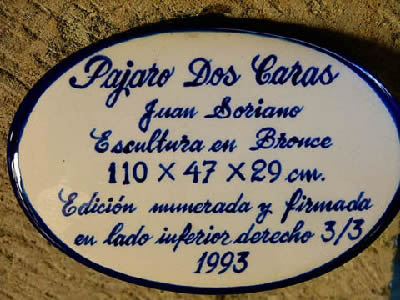 Pajaro Dos Caras
Juan Soriano
Escultura en Bronce
110 X 47 X 29 cm.
Edición numerada y firmada
en lado inferior derecho 3/3
1993